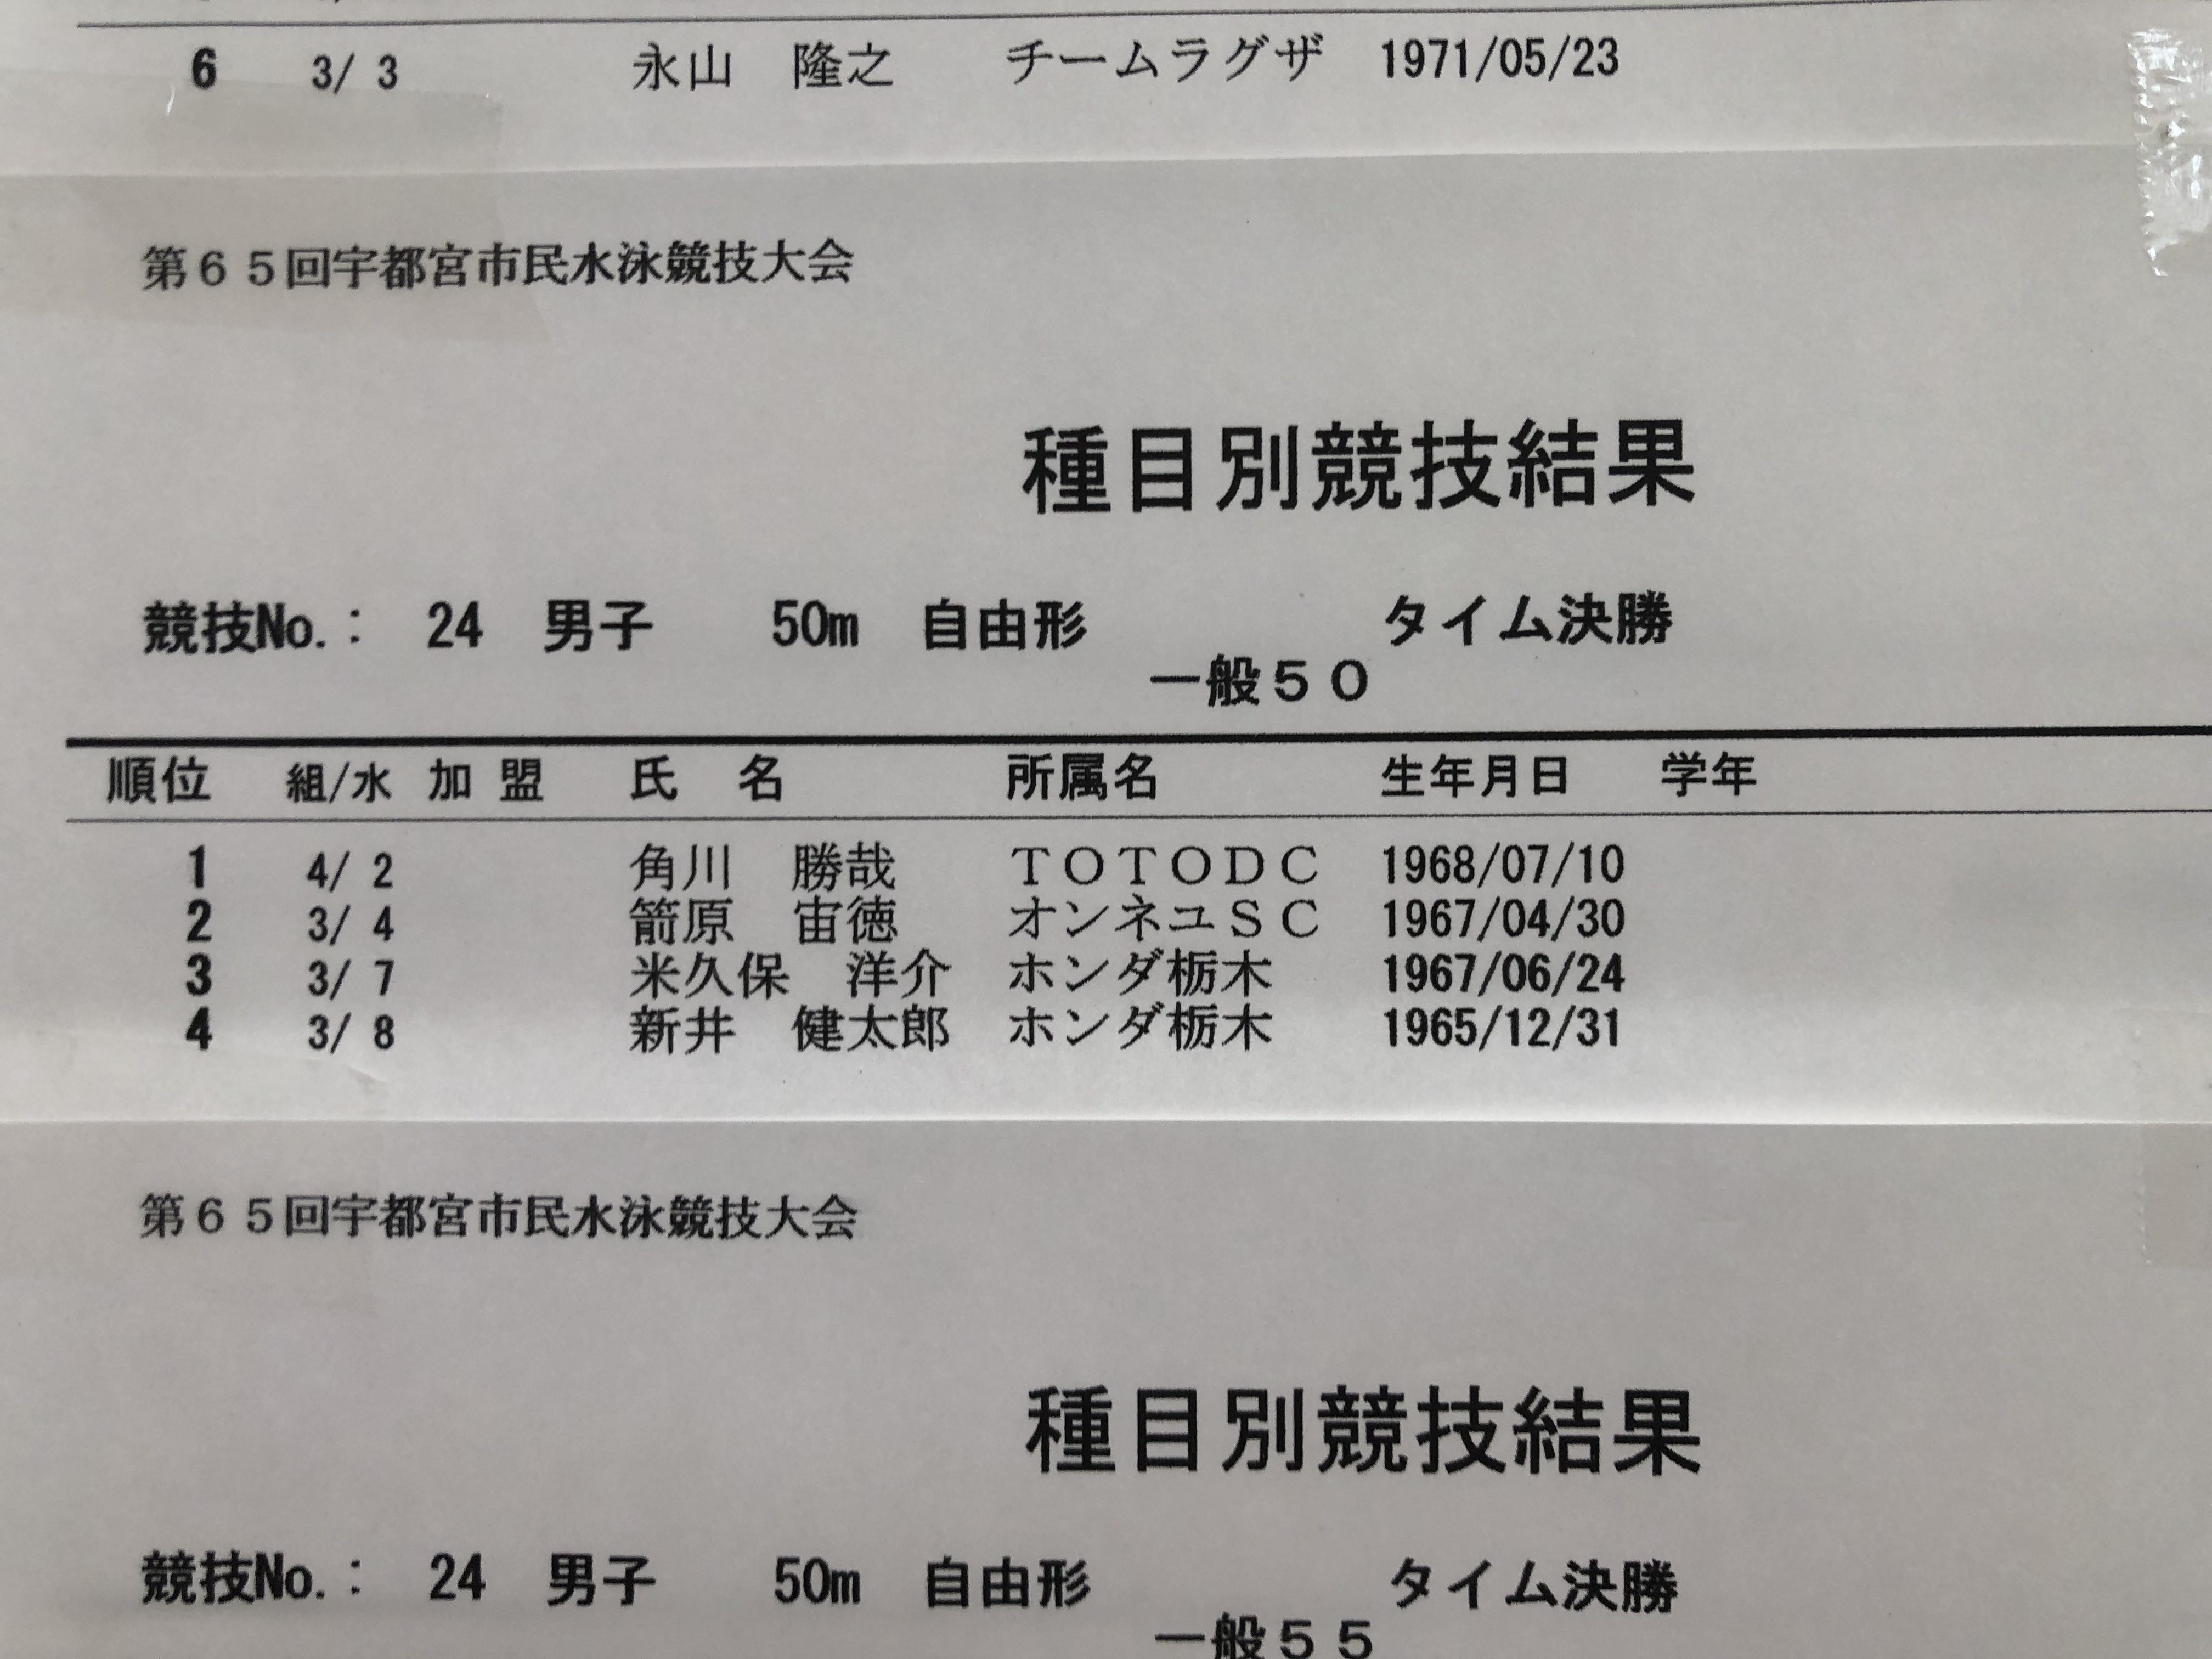 6 3/ 3 永山 隆之 チームラグザ 1971/05/23
第６５回宇都宮市民水泳競技大会
種目別競技結果
競技No.: 24 男子 50m 自由形 タイム決勝
一般５０
順位 組/水 加 盟 氏 名 所属名 生年月日 学年
1 4/ 2 角川 勝哉 ＴＯＴＯＤＣ 1968/07/10
2 3/ 4 箭原 宙徳 オンネユＳＣ 1967/04/30
3 3/ 7 米久保 洋介 ホンダ栃木 1967/06/24
4 3/ 8 新井 健太郎 ホンダ栃木 1965/12/31
第６５回宇都宮市民水泳競技大会
種目別競技結果
競技No.: 24 男子 50m 自由形 タイム決勝
一般５５